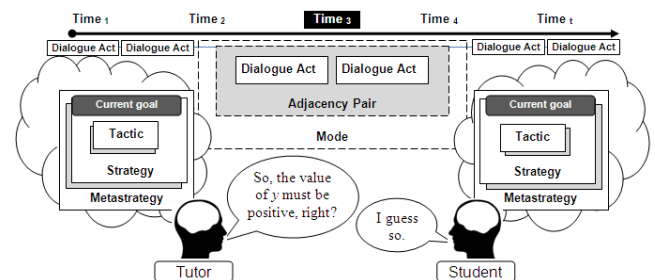 Time 1 Time 2 Time 3 Time 4 Time t
Dialogue Act Dialogue Act Dialogue Act Dialogue Act
Dialogue Act Dialogue Act
Adjacency Pair
Mode
Current goal
Tactic
Strategy
Metastrategy
Current goal
Tactic
Strategy
Metastrategy
So, the value
of y must be
positive, right?
I guess
so.
Tutor
Student